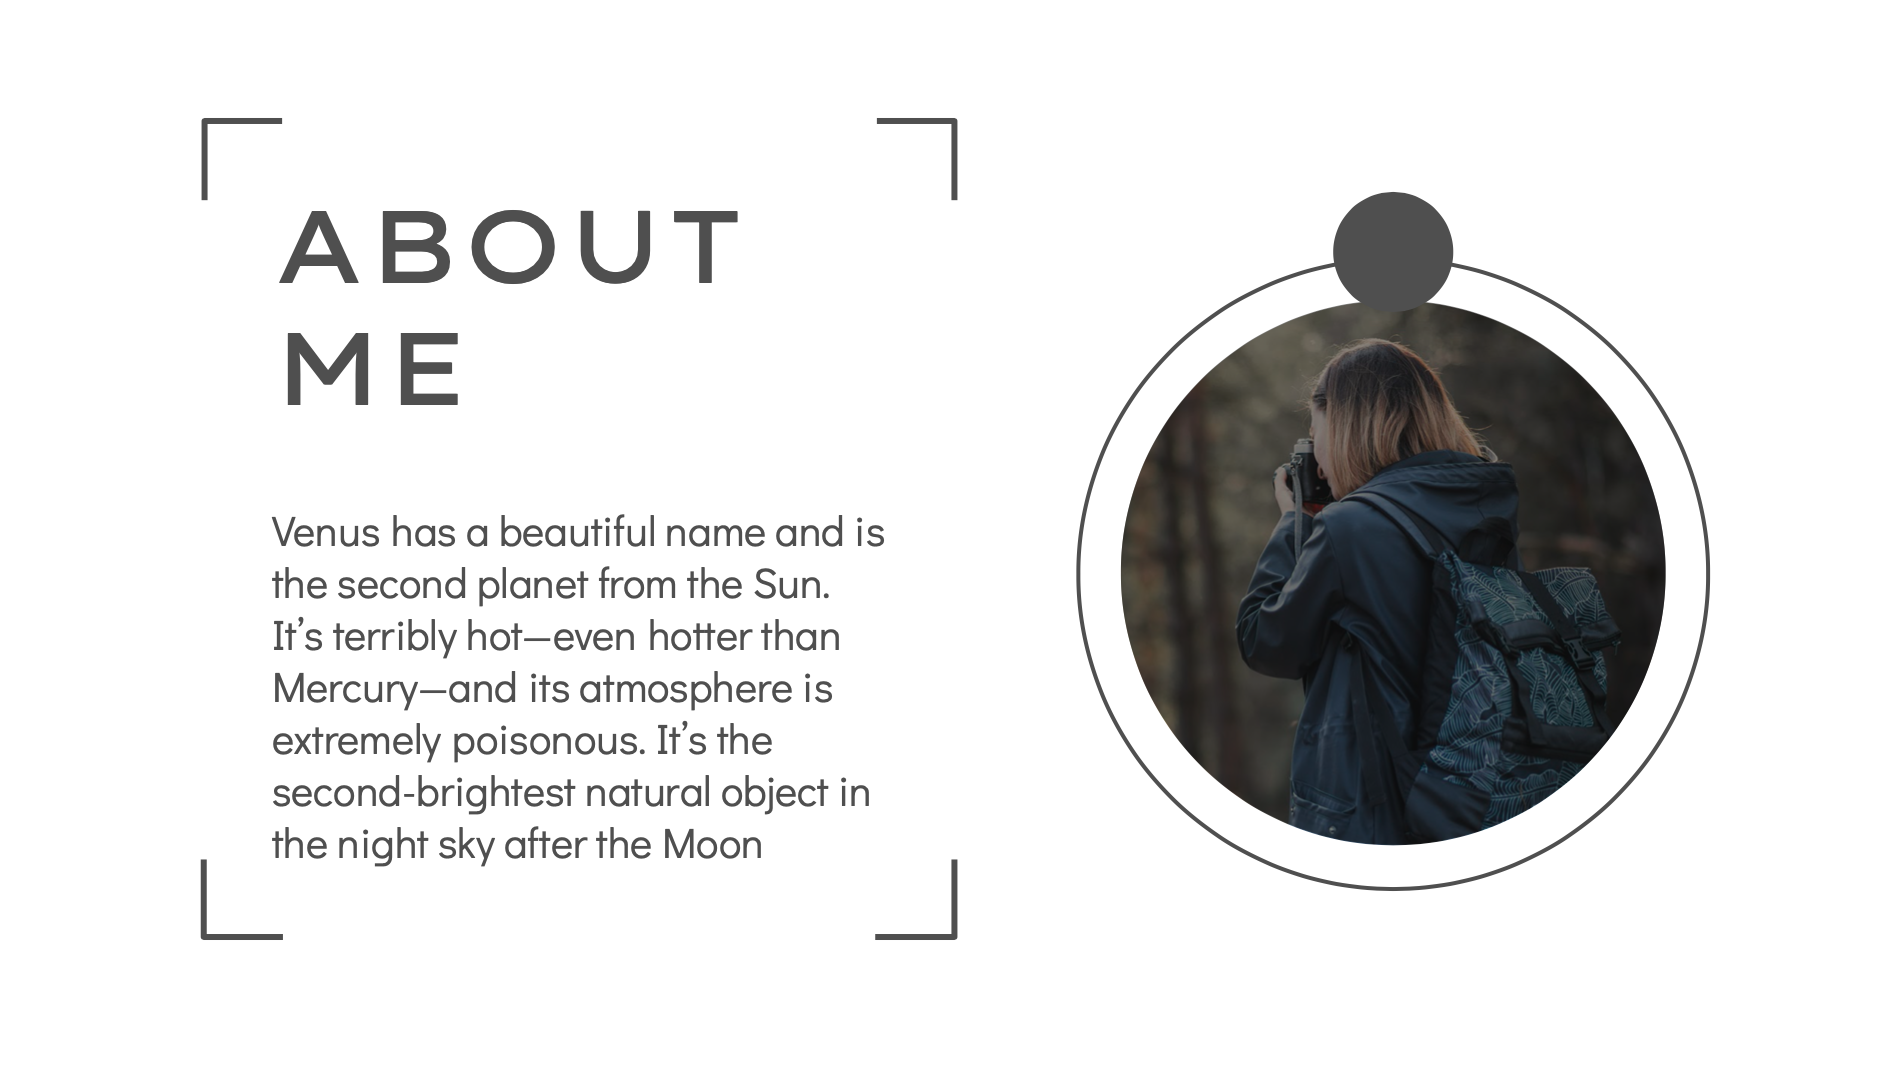 ABOUT
ME
Venus has a beautiful name and is
the second planet from the Sun.
It’s terribly hot—even hotter than
Mercury—and its atmosphere is
extremely poisonous. It’s the
second-brightest natural object in
the night sky after the Moon